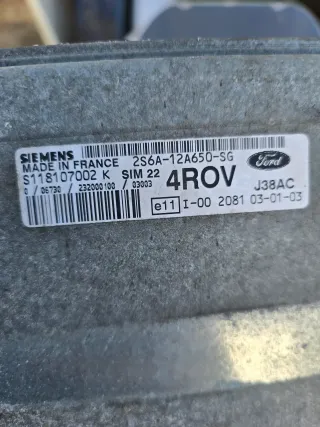 SIEMENS 2S6A-12A650-SG Ford
MADE IN FRANCE
S118107002 K SIM 22 4ROV J38AC
0 / 06730 / 232000100 / 03003
e11 I-00 2081 03-01-03